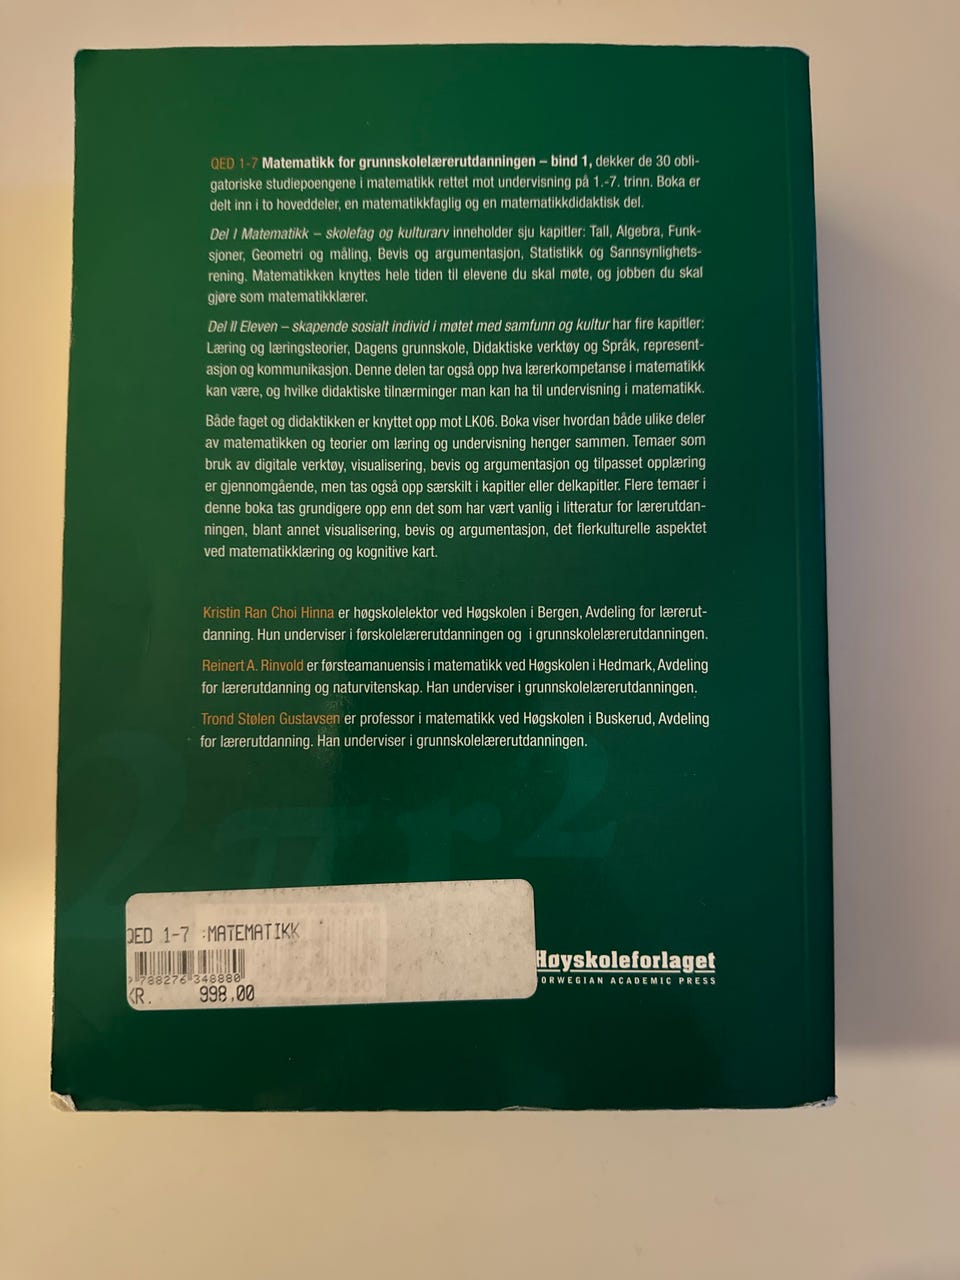 QED 1-7 Matematikk for grunnskolelærerutdanningen – bind 1, dekker de 30 obli-
gatoriske studiepoengene i matematikk rettet mot undervisning på 1.-7. trinn. Boka er
delt inn i to hoveddeler, en matematikkfaglig og en matematikkdidaktisk del.
Del I Matematikk – skolefag og kulturarv inneholder sju kapitler: Tall, Algebra, Funk-
sjoner, Geometri og måling, Bevis og argumentasjon, Statistikk og Sannsynlighets-
rening. Matematikken knyttes hele tiden til elevene du skal møte, og jobben du skal
gjøre som matematikklærer.
Del II Eleven – skapende sosialt individ i møtet med samfunn og kultur har fire kapitler:
Læring og læringsteorier, Dagens grunnskole, Didaktiske verktøy og Språk, represent-
asjon og kommunikasjon. Denne delen tar også opp hva lærerkompetanse i matematikk
kan være, og hvilke didaktiske tilnærminger man kan ha til undervisning i matematikk.
Både faget og didaktikken er knyttet opp mot LK06. Boka viser hvordan både ulike deler
av matematikken og teorier om læring og undervisning henger sammen. Temaer som
bruk av digitale verktøy, visualisering, bevis og argumentasjon og tilpasset opplæring
er gjennomgående, men tas også opp særskilt i kapitler eller delkapitler. Flere temaer i
denne boka tas grundigere opp enn det som har vært vanlig i litteratur for lærerutdan-
ningen, blant annet visualisering, bevis og argumentasjon, det flerkulturelle aspektet
ved matematikklæring og kognitive kart.
Kristin Ran Choi Hinna er høgskolelektor ved Høgskolen i Bergen, Avdeling for lærerut-
danning. Hun underviser i førskolelærerutdanningen og i grunnskolelærerutdanningen.
Reinert A. Rinvold er førsteamanuensis i matematikk ved Høgskolen i Hedmark, Avdeling
for lærerutdanning og naturvitenskap. Han underviser i grunnskolelærerutdanningen.
Trond Stølen Gustavsen er professor i matematikk ved Høgskolen i Buskerud, Avdeling
for lærerutdanning. Han underviser i grunnskolelærerutdanningen.
2πr²
QED 1-7 :MATEMATIKK
788276 348880
KR. 998,00
Høyskoleforlaget
ORWEGIAN ACADEMIC PRESS